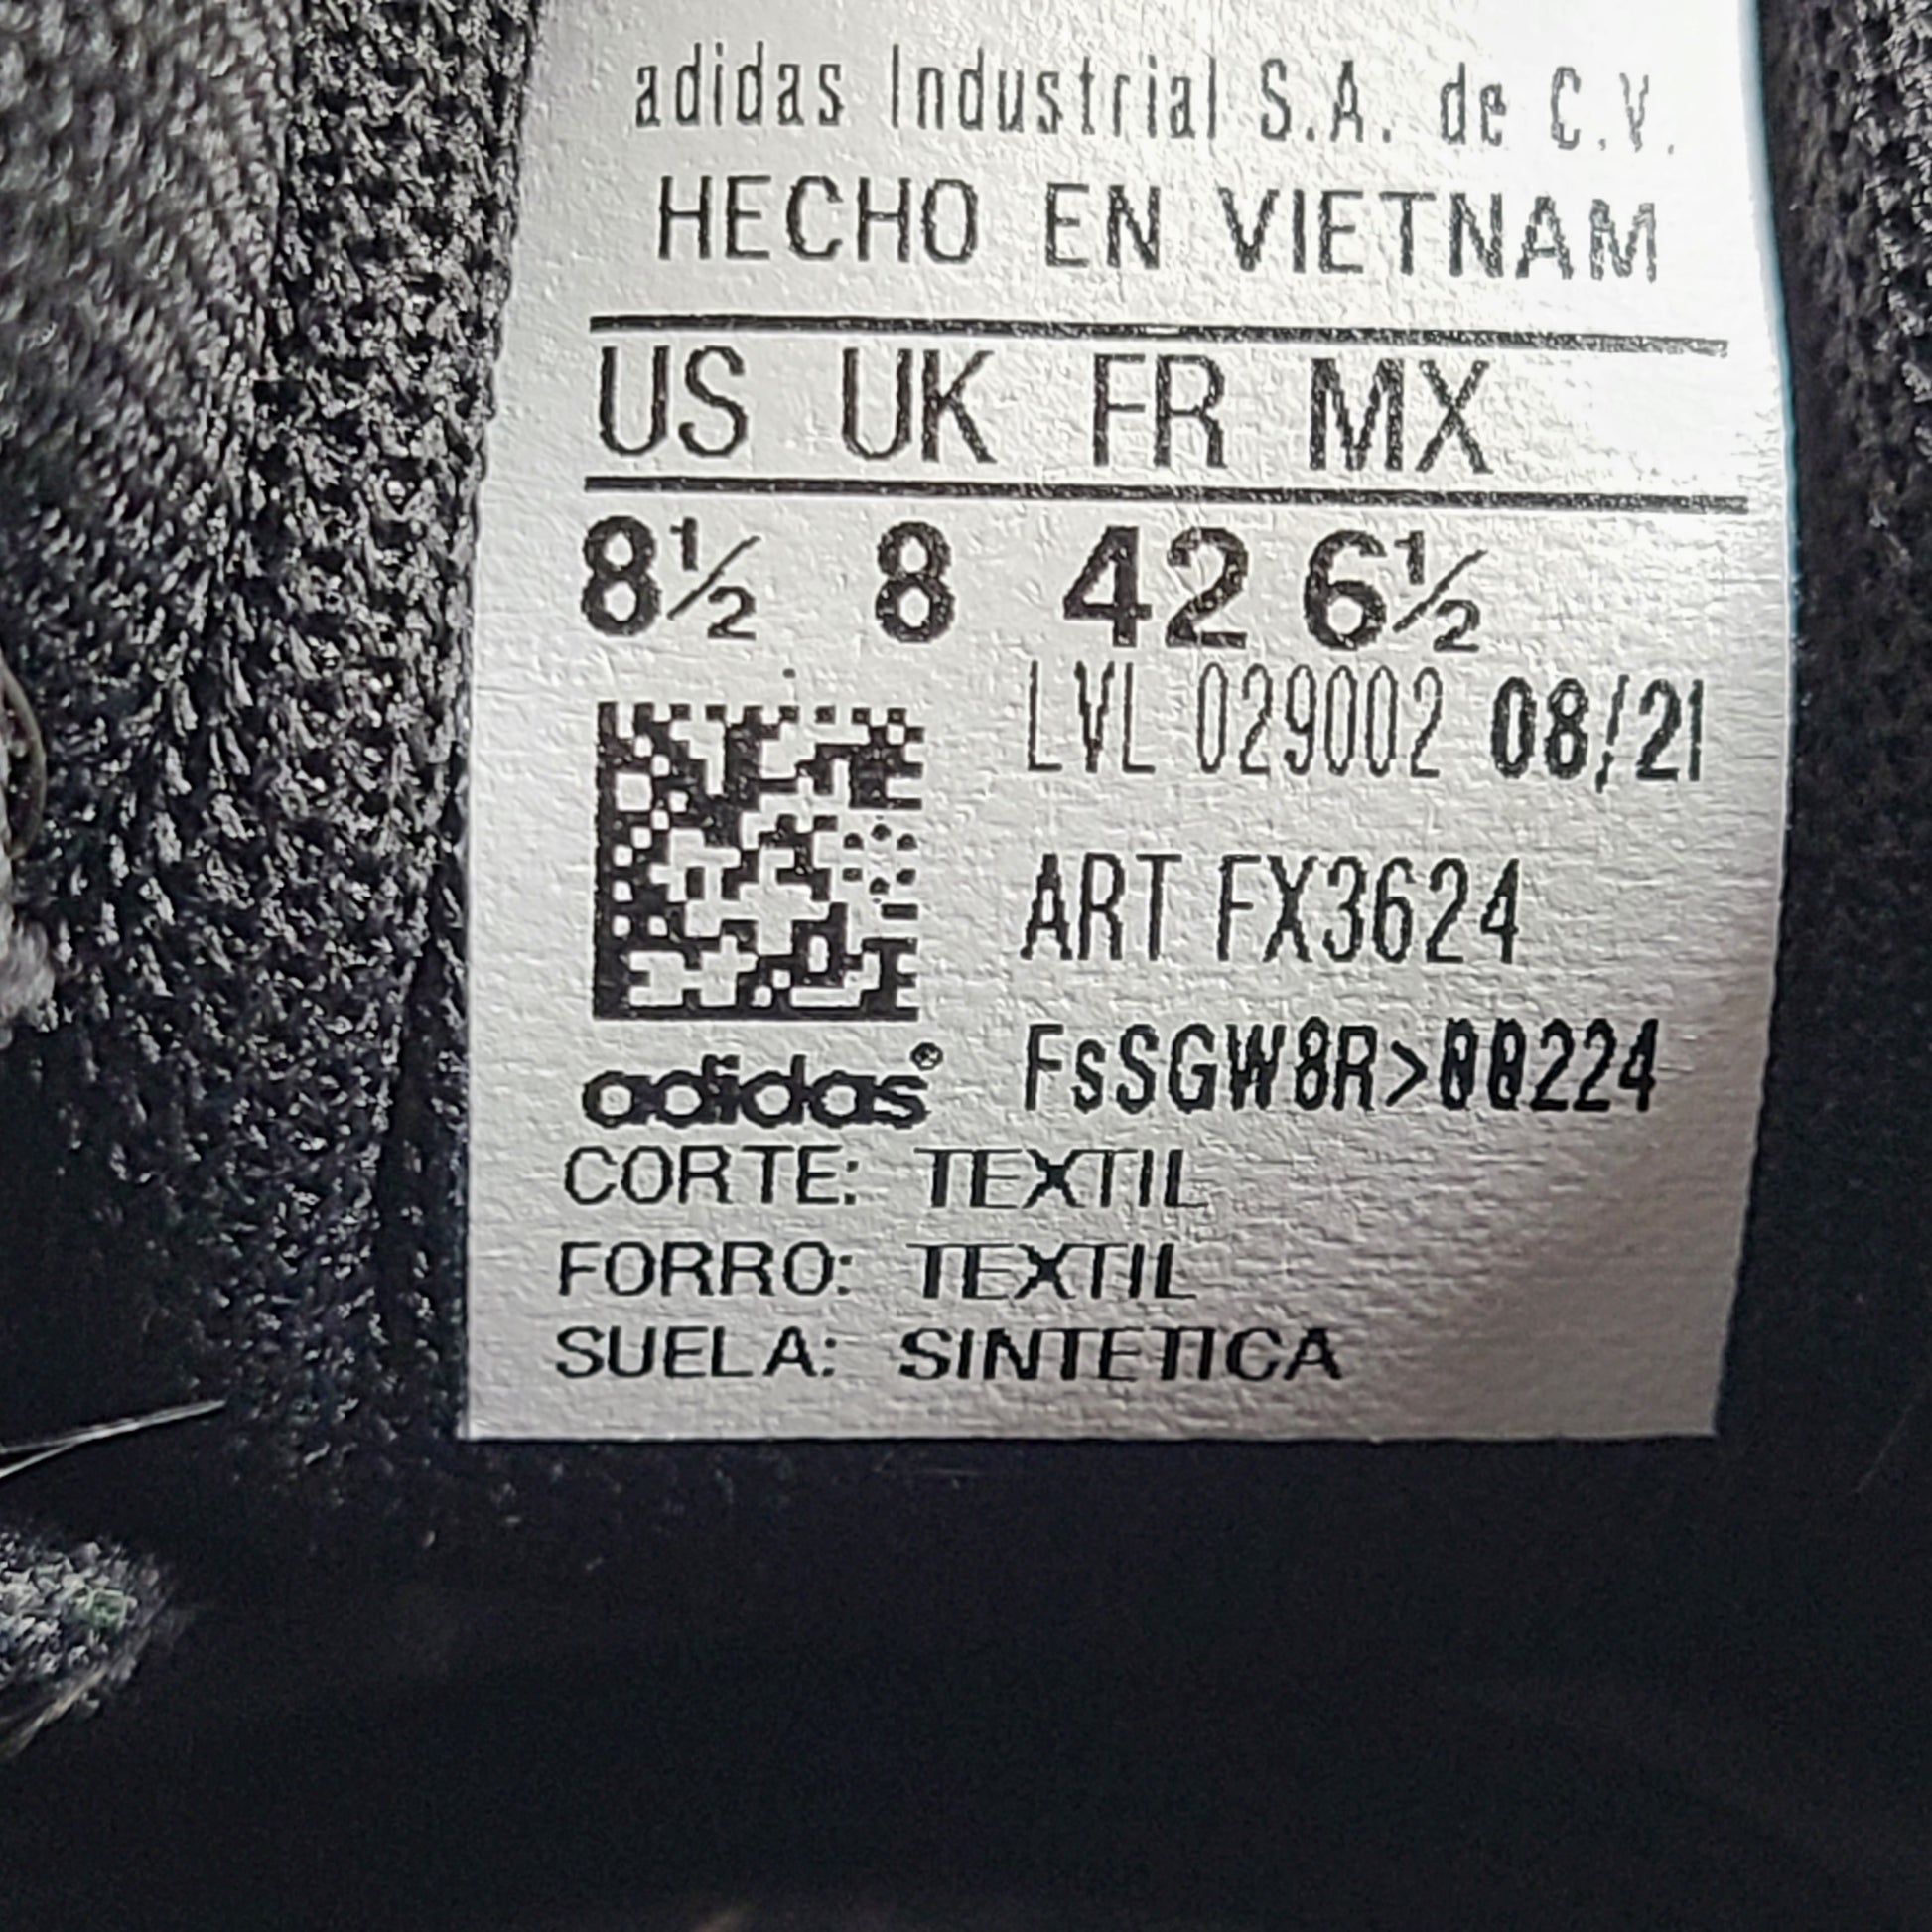 adidas Industrial S.A. de C.V.
HECHO EN VIETNAM
US UK FR MX
8½ 8 42 6½
LVL 029002 08/21
ART FX3624
adidas® FsSGW8R>00224
CORTE: TEXTIL
FORRO: TEXTIL
SUELA: SINTETICA